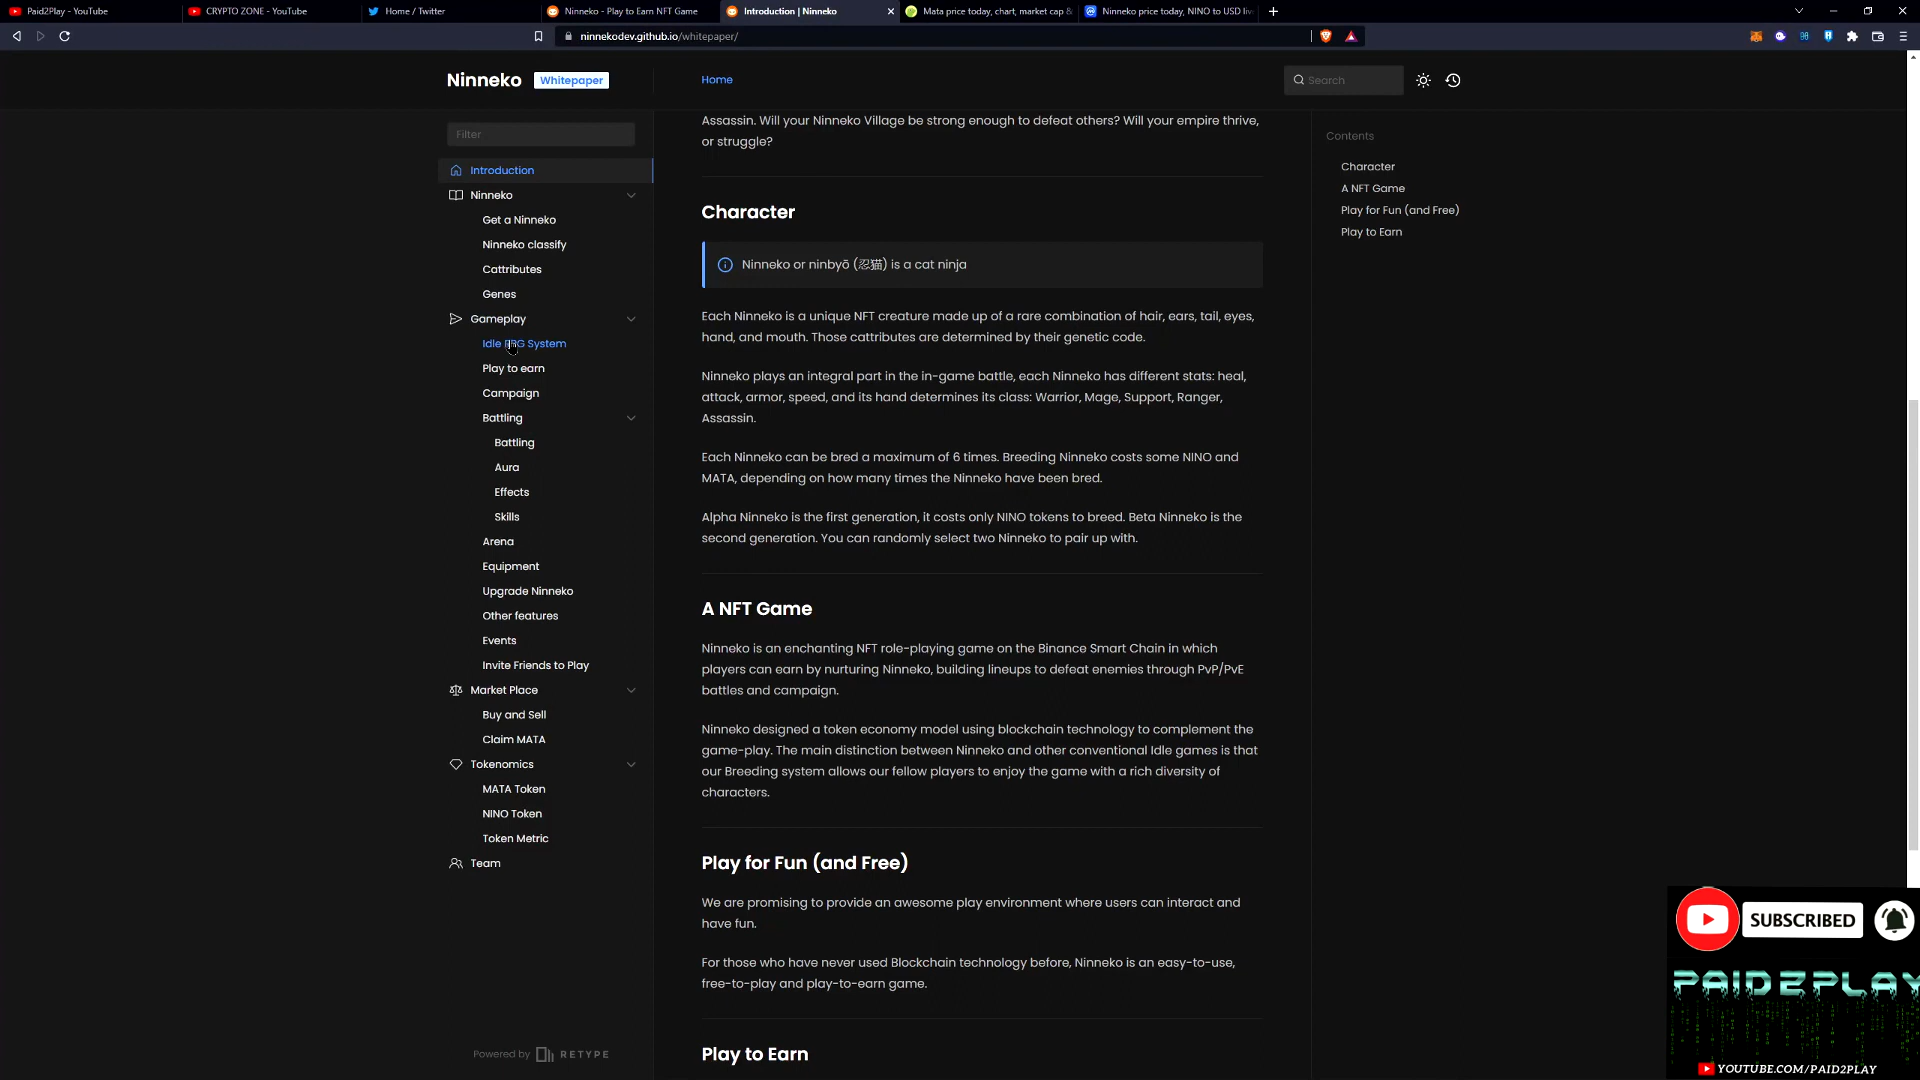 Paid2Play - YouTube
CRYPTO ZONE - YouTube
Home / Twitter
Ninneko - Play to Earn NFT Game
Introduction | Ninneko
Mata price today, chart, market cap &
Ninneko price today, NINO to USD liv
ninnekodev.github.io/whitepaper/
Ninneko Whitepaper
Home
Search
Filter
Introduction
Ninneko
Get a Ninneko
Ninneko classify
Cattributes
Genes
Gameplay
Idle RPG System
Play to earn
Campaign
Battling
Battling
Aura
Effects
Skills
Arena
Equipment
Upgrade Ninneko
Other features
Events
Invite Friends to Play
Market Place
Buy and Sell
Claim MATA
Tokenomics
MATA Token
NINO Token
Token Metric
Team
Powered by RETYPE
Assassin. Will your Ninneko Village be strong enough to defeat others? Will your empire thrive,
or struggle?
Character
Ninneko or ninbyō (忍猫) is a cat ninja
Each Ninneko is a unique NFT creature made up of a rare combination of hair, ears, tail, eyes,
hand, and mouth. Those cattributes are determined by their genetic code.
Ninneko plays an integral part in the in-game battle, each Ninneko has different stats: heal,
attack, armor, speed, and its hand determines its class: Warrior, Mage, Support, Ranger,
Assassin.
Each Ninneko can be bred a maximum of 6 times. Breeding Ninneko costs some NINO and
MATA, depending on how many times the Ninneko have been bred.
Alpha Ninneko is the first generation, it costs only NINO tokens to breed. Beta Ninneko is the
second generation. You can randomly select two Ninneko to pair up with.
A NFT Game
Ninneko is an enchanting NFT role-playing game on the Binance Smart Chain in which
players can earn by nurturing Ninneko, building lineups to defeat enemies through PvP/PvE
battles and campaign.
Ninneko designed a token economy model using blockchain technology to complement the
game-play. The main distinction between Ninneko and other conventional Idle games is that
our Breeding system allows our fellow players to enjoy the game with a rich diversity of
characters.
Play for Fun (and Free)
We are promising to provide an awesome play environment where users can interact and
have fun.
For those who have never used Blockchain technology before, Ninneko is an easy-to-use,
free-to-play and play-to-earn game.
Play to Earn
Contents
Character
A NFT Game
Play for Fun (and Free)
Play to Earn
SUBSCRIBED
PAID2PLAY
YOUTUBE.COM/PAID2PLAY